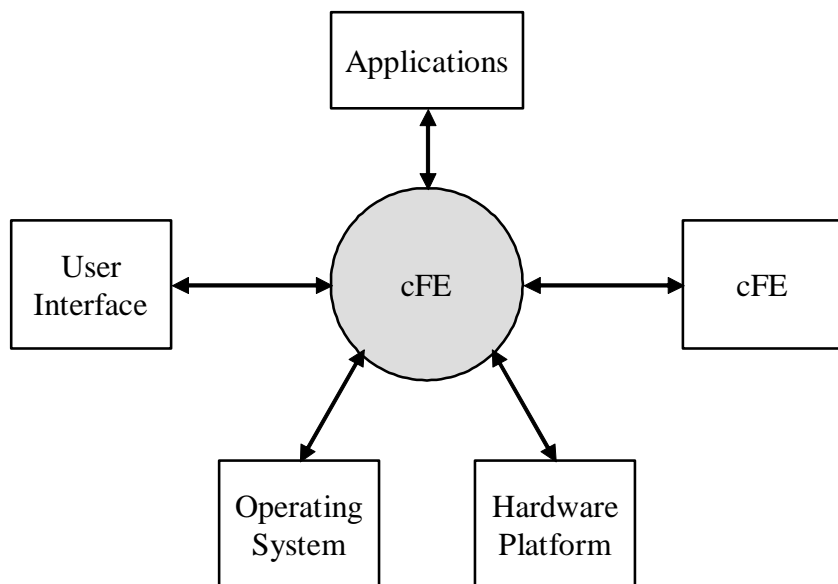 Applications
User
Interface
cFE
cFE
Operating
System
Hardware
Platform